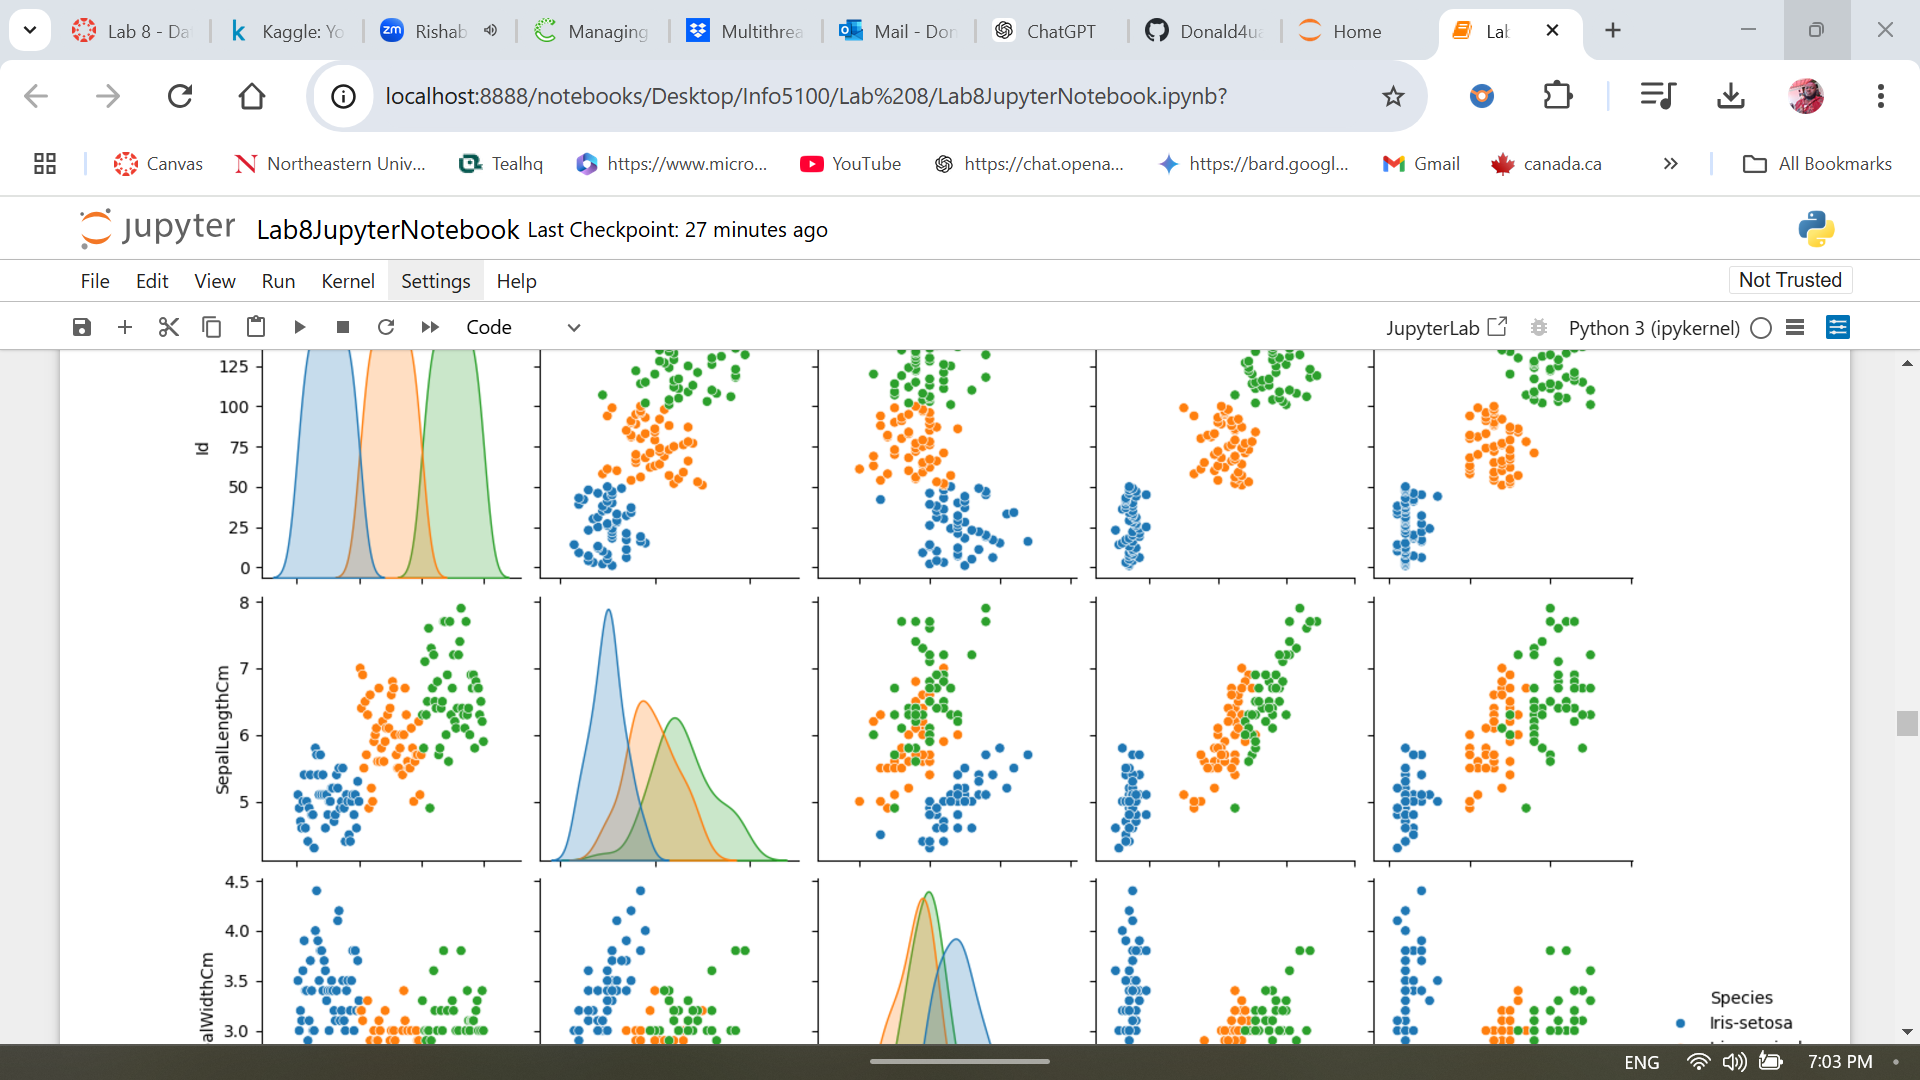 Lab 8 - Da
Kaggle: Yo
zm
Rishab
Managing
Multithrea
Mail - Don
ChatGPT
Donald4ua
Home
Lab
localhost:8888/notebooks/Desktop/Info5100/Lab%208/Lab8JupyterNotebook.ipynb?
Canvas
Northeastern Univ...
Tealhq
https://www.micro...
YouTube
https://chat.opena...
https://bard.googl...
Gmail
canada.ca
All Bookmarks
jupyter
Lab8JupyterNotebook Last Checkpoint: 27 minutes ago
File Edit View Run Kernel Settings Help
Not Trusted
Code
JupyterLab
Python 3 (ipykernel)
125
100
75
50
25
0
Id
8
7
6
5
SepalLengthCm
4.5
4.0
3.5
3.0
alWidthCm
Species
Iris-setosa
ENG
7:03 PM